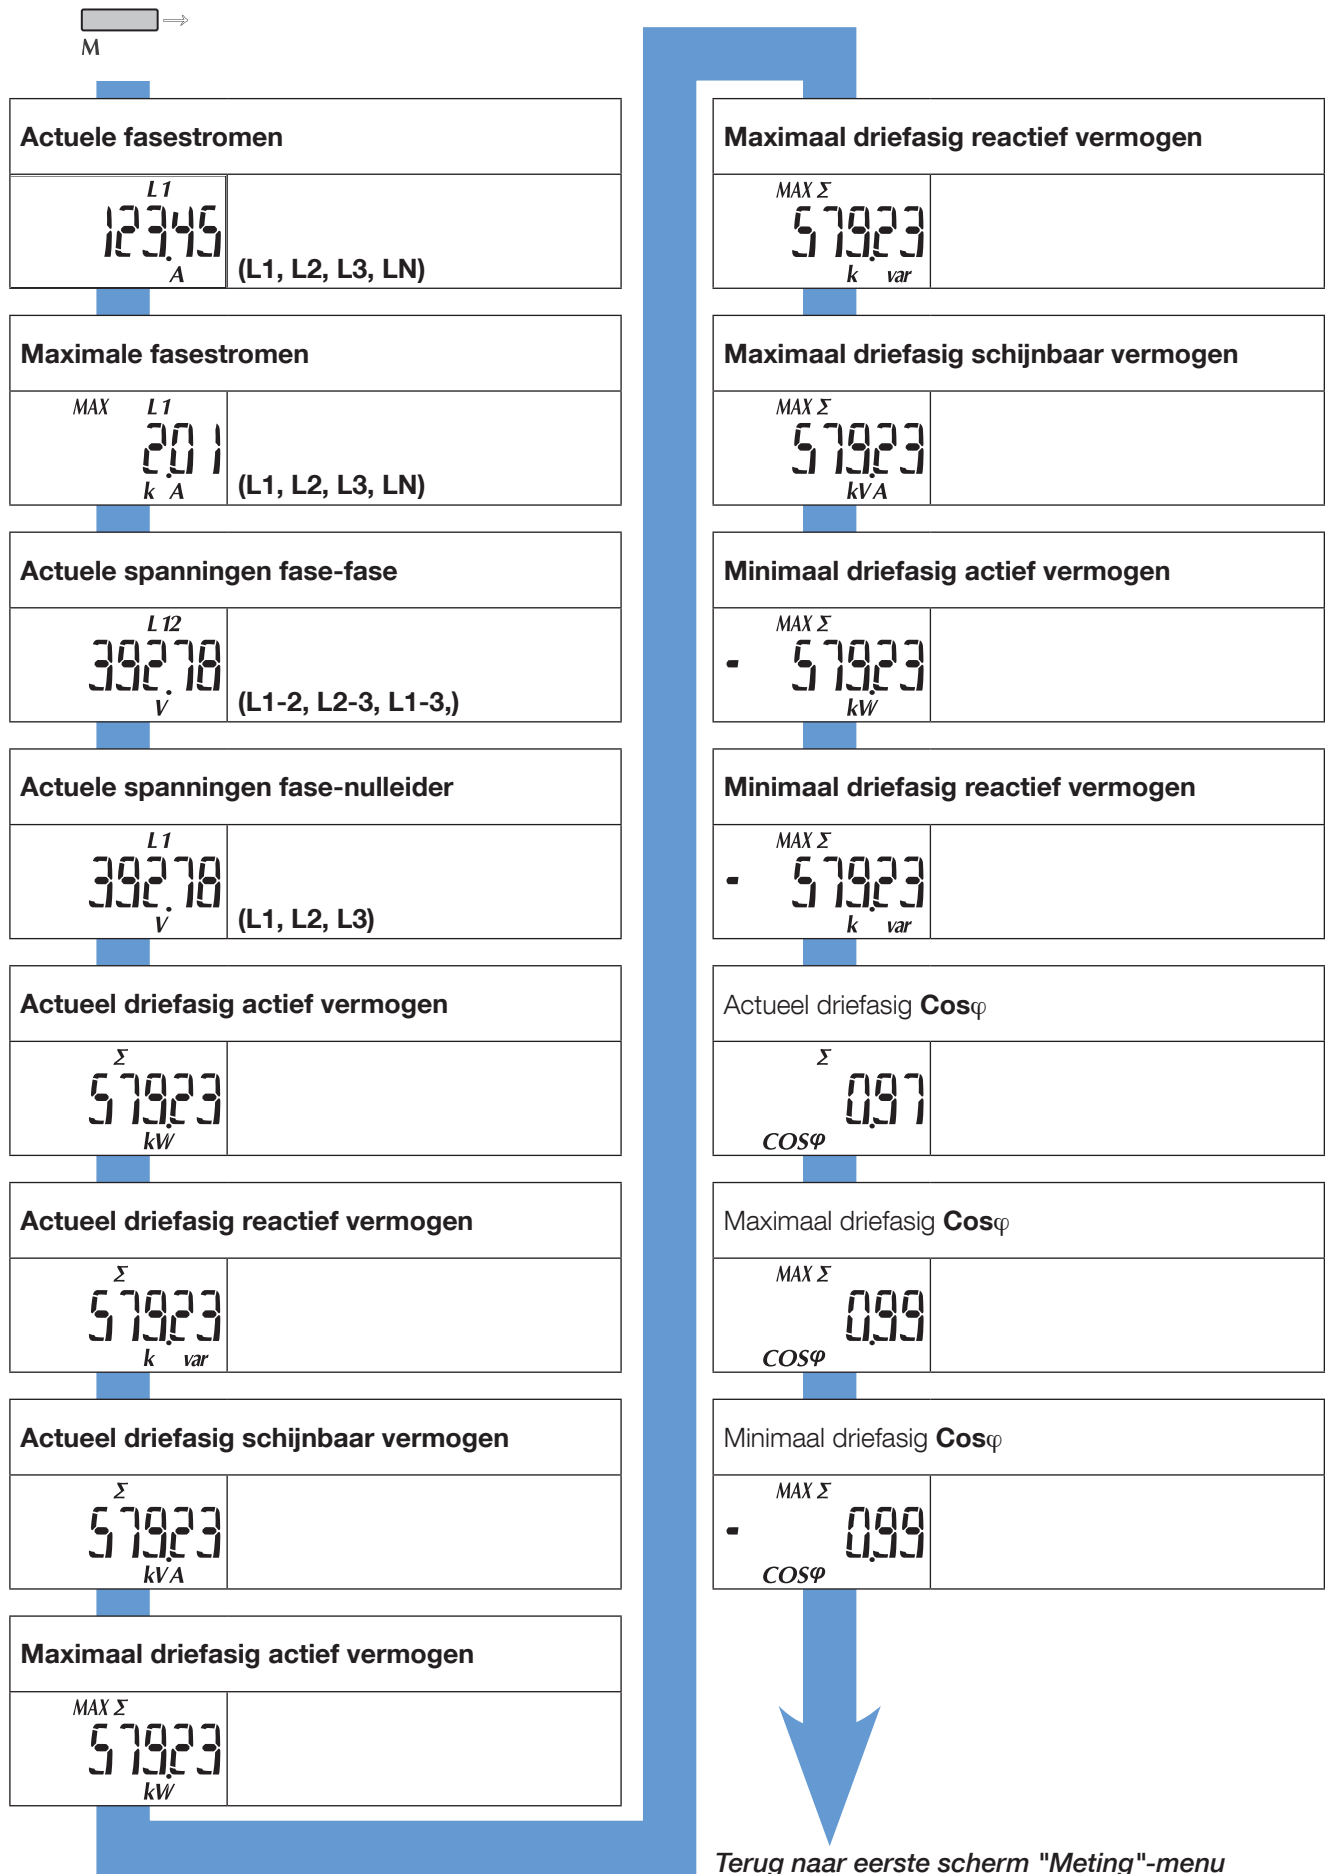 M
Actuele fasestromen
L1
123.45
A
(L1, L2, L3, LN)
Maximale fasestromen
MAX L1
2.01
k A
(L1, L2, L3, LN)
Actuele spanningen fase-fase
L12
392.78
V
(L1-2, L2-3, L1-3,)
Actuele spanningen fase-nulleider
L1
392.78
V
(L1, L2, L3)
Actueel driefasig actief vermogen
Σ
579.23
kW
Actueel driefasig reactief vermogen
Σ
579.23
k var
Actueel driefasig schijnbaar vermogen
Σ
579.23
kVA
Maximaal driefasig actief vermogen
MAX Σ
579.23
kW
Maximaal driefasig reactief vermogen
MAX Σ
579.23
k var
Maximaal driefasig schijnbaar vermogen
MAX Σ
579.23
kVA
Minimaal driefasig actief vermogen
MAX Σ
- 579.23
kW
Minimaal driefasig reactief vermogen
MAX Σ
- 579.23
k var
Actueel driefasig Cosφ
Σ
0.97
COSφ
Maximaal driefasig Cosφ
MAX Σ
0.99
COSφ
Minimaal driefasig Cosφ
MAX Σ
- 0.99
COSφ
Terug naar eerste scherm "Meting"-menu